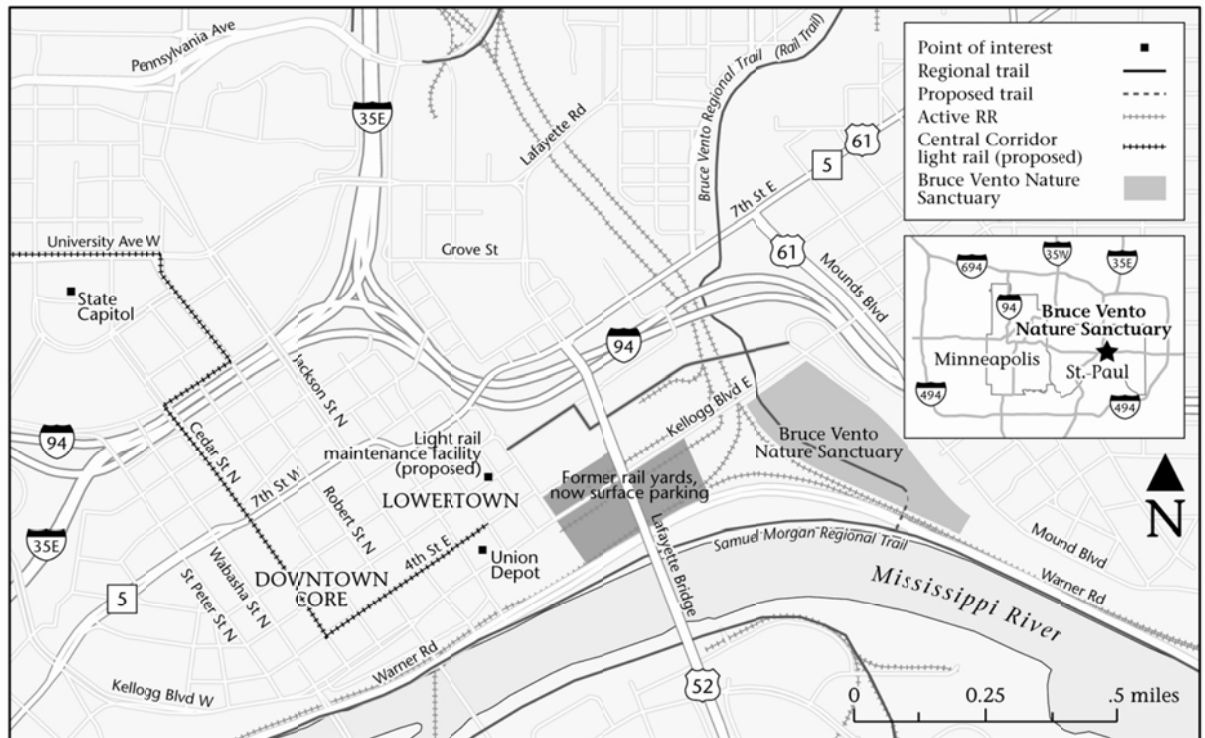 Pennsylvania Ave
35E
Lafayette Rd
Bruce Vento Regional Trail (Rail Trail)
61
5
7th St E
Point of interest
Regional trail
Proposed trail
Active RR
Central Corridor
light rail (proposed)
Bruce Vento Nature
Sanctuary
University Ave W
Grove St
61
Mounds Blvd
State
Capitol
Jackson St N
94
694
35W
35E
94
Bruce Vento
Nature Sanctuary
Minneapolis
St. Paul
494
494
94
Cedar St N
7th St W
Robert St N
Light rail
maintenance facility
(proposed)
LOWERTOWN
Kellogg Blvd E
Former rail yards,
now surface parking
Bruce Vento
Nature Sanctuary
N
35E
5
Wabasha St N
St Peter St N
DOWNTOWN
CORE
4th St E
Union
Depot
Lafayette Bridge
Samuel Morgan Regional Trail
Mound Blvd
Warner Rd
Mississippi River
Warner Rd
Kellogg Blvd W
52
0 0.25 .5 miles